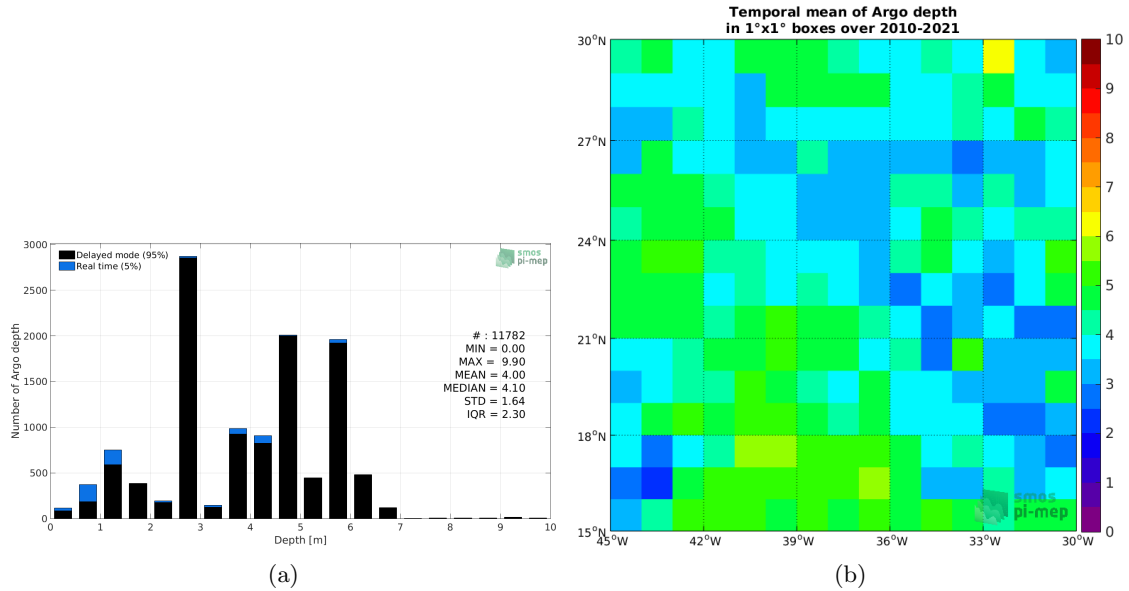 Temporal mean of Argo depth
in 1°x1° boxes over 2010-2021
Number of Argo depth
3000
2500
2000
1500
1000
500
0
Delayed mode (95%)
Real time (5%)
smos
pi-mep
# : 11782
MIN = 0.00
MAX = 9.90
MEAN = 4.00
MEDIAN = 4.10
STD = 1.64
IQR = 2.30
0 1 2 3 4 5 6 7 8 9 10
Depth [m]
(a)
30°N
27°N
24°N
21°N
18°N
15°N
45°W 42°W 39°W 36°W 33°W 30°W
smos
pi-mep
10
9
8
7
6
5
4
3
2
1
0
(b)